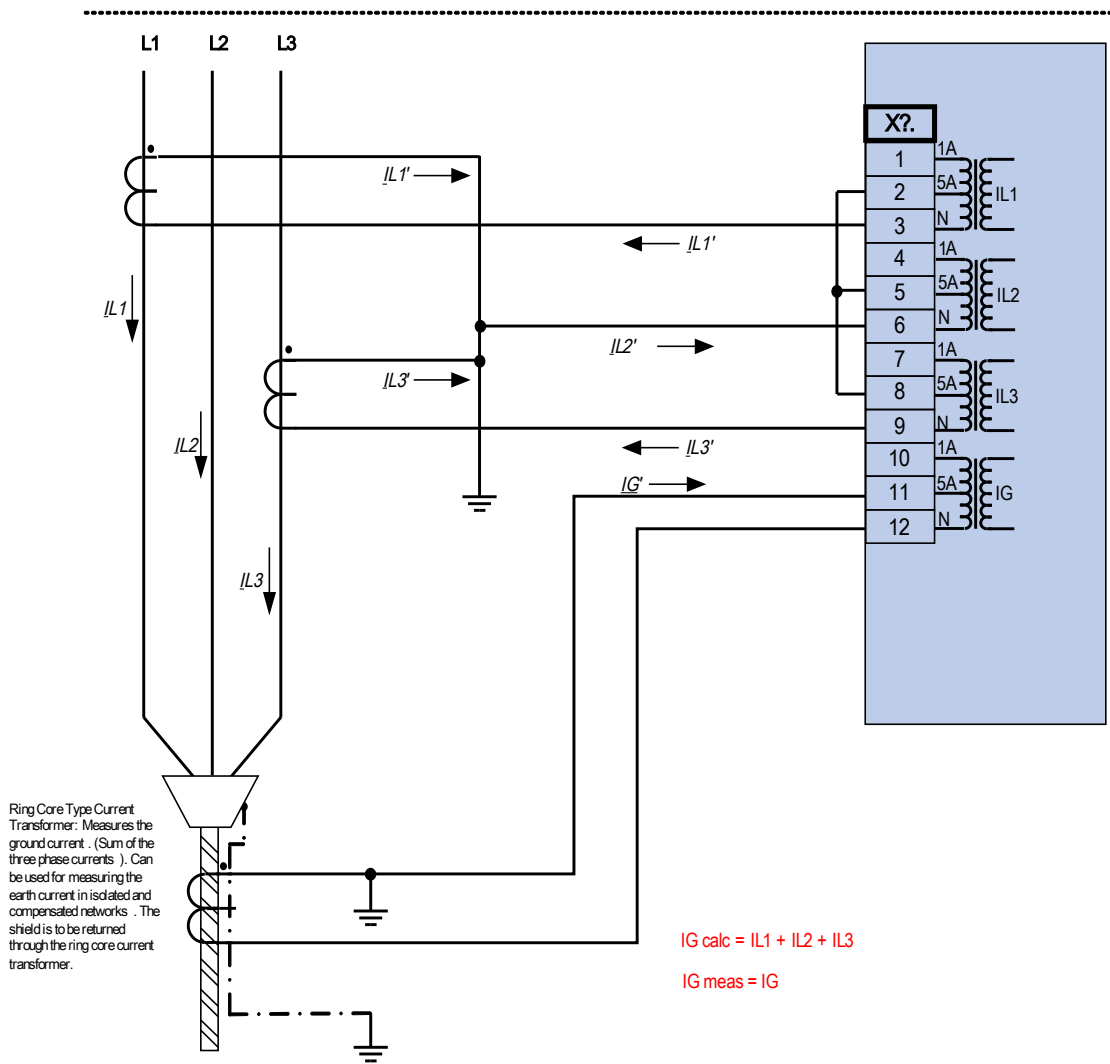 L1 L2 L3
X?.
1 1A
2 5A IL1
3 N
4 1A
5 5A IL2
6 N
7 1A
8 5A IL3
9 N
10 1A
11 5A IG
12 N
IL1'
IL1'
IL1
IL2'
IL3'
IL2
IL3'
IG'
IL3
Ring Core Type Current
Transformer: Measures the
ground current . (Sum of the
three phase currents ). Can
be used for measuring the
earth current in isolated and
compensated networks . The
shield is to be returned
through the ring core current
transformer.
IG calc = IL1 + IL2 + IL3
IG meas = IG